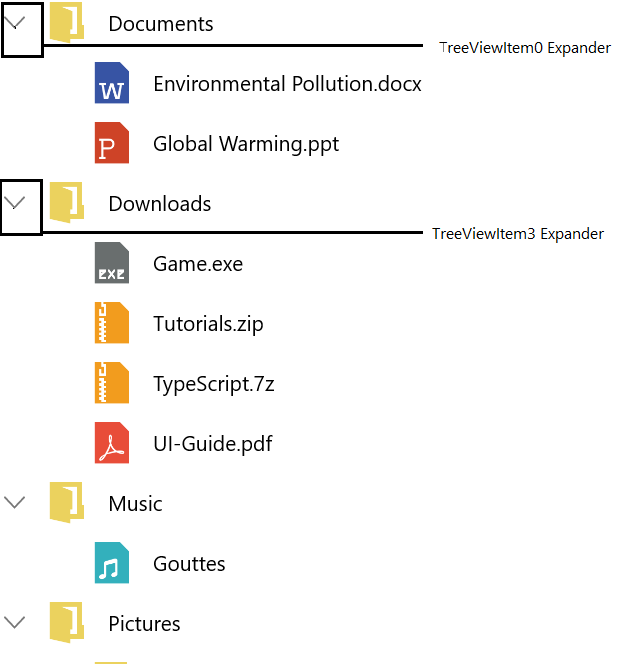 Documents
TreeViewItem0 Expander
W Environmental Pollution.docx
P Global Warming.ppt
Downloads
TreeViewItem3 Expander
exe Game.exe
Tutorials.zip
TypeScript.7z
UI-Guide.pdf
Music
Gouttes
Pictures